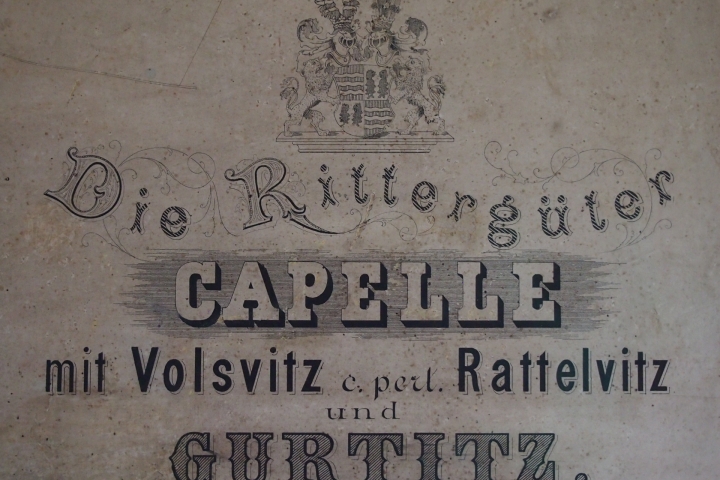 Die Rittergüter
CAPELLE
mit Volsvitz c. pert. Rattelvitz
und
GURTITZ.